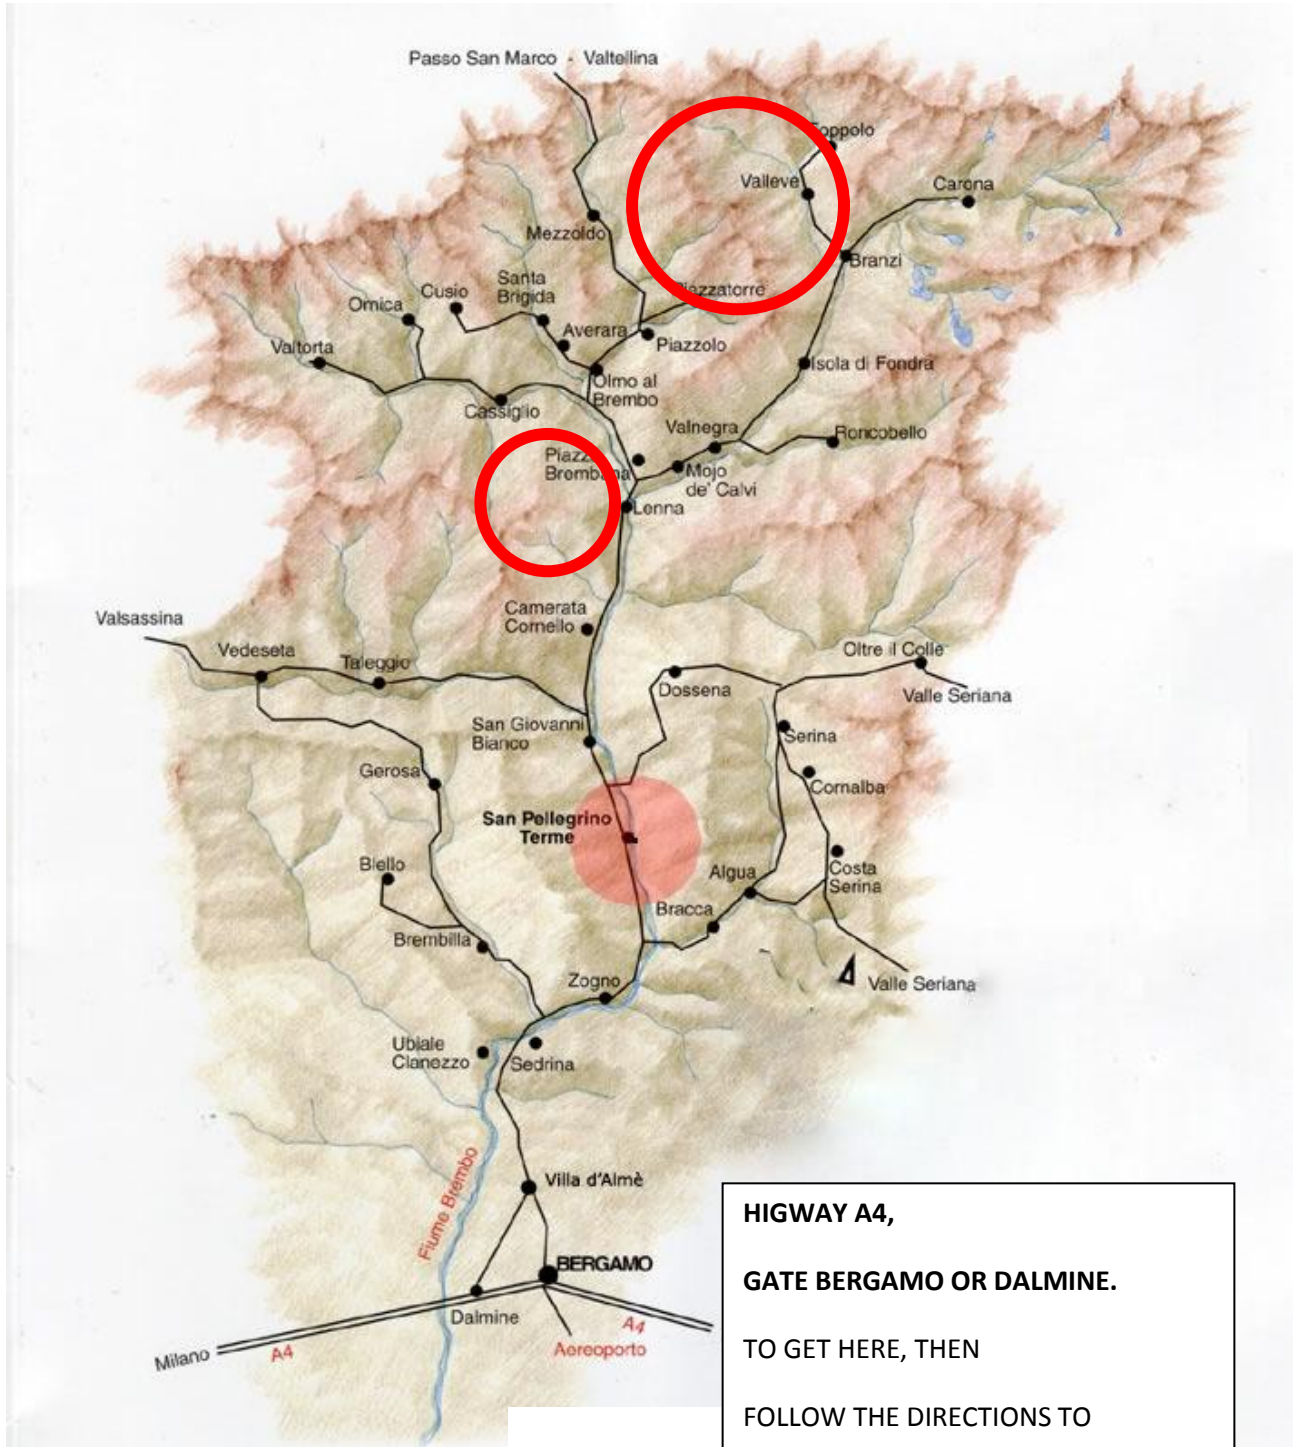 Passo San Marco - Valtellina
Foppolo
Valleve
Carona
Mezzoldo
Branzi
Santa
Brigida
Cusio
Ornica
Piazzatorre
Averara
Piazzolo
Valtorta
Isola di Fondra
Olmo al
Brembo
Cassiglio
Valnegra
Roncobello
Piazza
Brembana
Mojo
de' Calvi
Lenna
Camerata
Cornello
Valsassina
Vedeseta
Taleggio
Oltre il Colle
Dossena
Valle Seriana
San Giovanni
Bianco
Serina
Gerosa
Cornalba
San Pellegrino
Terme
Blello
Algua
Costa
Serina
Bracca
Brembilla
Zogno
Valle Seriana
Ubiale
Clanezzo
Sedrina
Fiume Brembo
Villa d'Almè
BERGAMO
Dalmine
A4
Aereoporto
Milano
A4
HIGWAY A4,
GATE BERGAMO OR DALMINE.
TO GET HERE, THEN
FOLLOW THE DIRECTIONS TO